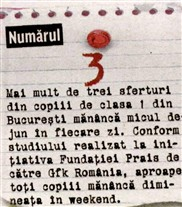 Numărul
3
Mai mult de trei sferturi
din copiii de clasa ! din
București mănâncă micul de-
jun în fiecare zi. Conform
studiului realizat la ini-
țiativa Fundației Prais de
către Gfk România, aproape
toți copiii mănâncă dimi-
neața în weekend.